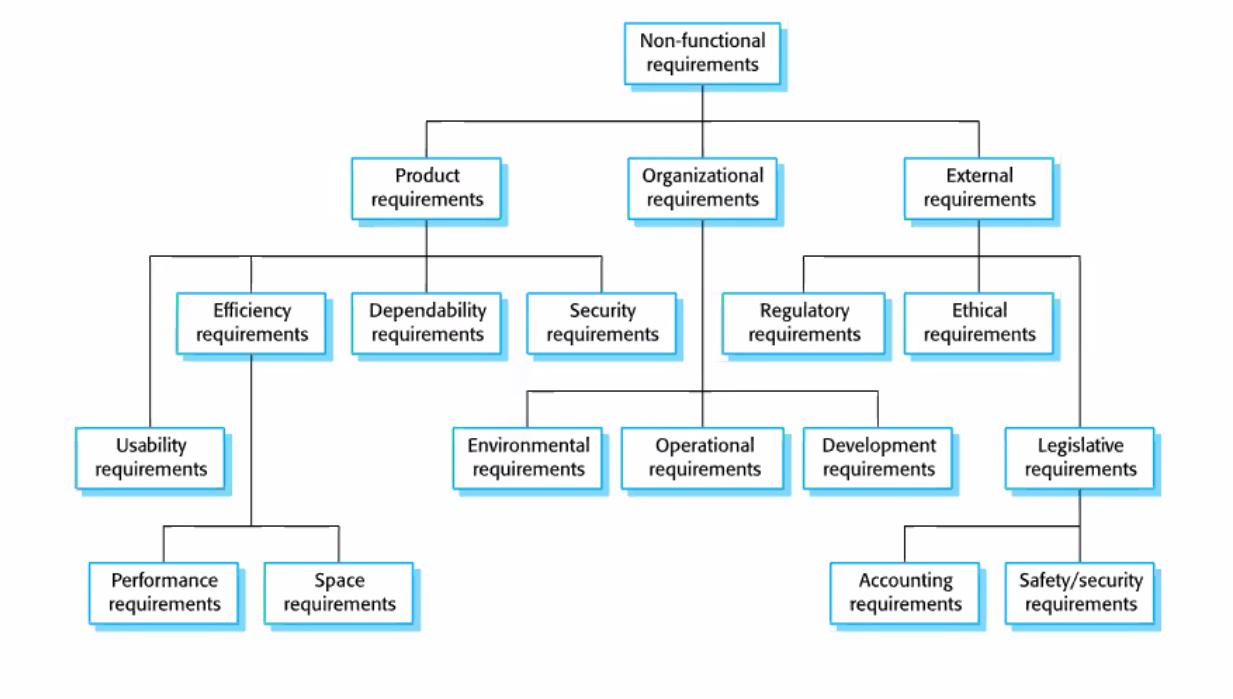 Non-functional
requirements
Product
requirements
Organizational
requirements
External
requirements
Efficiency
requirements
Dependability
requirements
Security
requirements
Regulatory
requirements
Ethical
requirements
Usability
requirements
Environmental
requirements
Operational
requirements
Development
requirements
Legislative
requirements
Performance
requirements
Space
requirements
Accounting
requirements
Safety/security
requirements